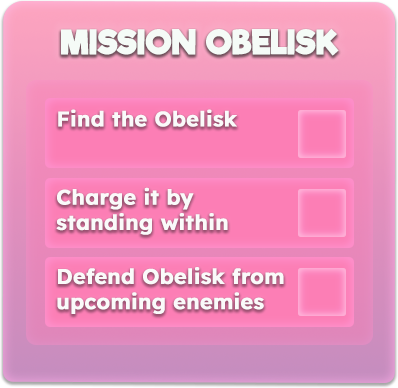 MISSION OBELISK
Find the Obelisk
Charge it by
standing within
Defend Obelisk from
upcoming enemies